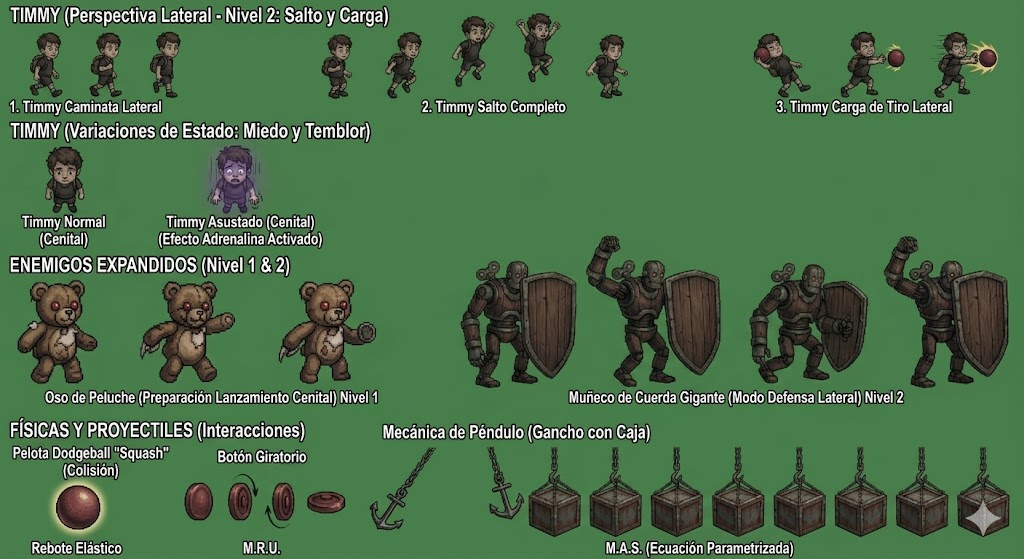 TIMMY (Perspectiva Lateral - Nivel 2: Salto y Carga)
1. Timmy Caminata Lateral
2. Timmy Salto Completo
3. Timmy Carga de Tiro Lateral
TIMMY (Variaciones de Estado: Miedo y Temblor)
Timmy Normal
(Cenital)
Timmy Asustado (Cenital)
(Efecto Adrenalina Activado)
ENEMIGOS EXPANDIDOS (Nivel 1 & 2)
Oso de Peluche (Preparación Lanzamiento Cenital) Nivel 1
Muñeco de Cuerda Gigante (Modo Defensa Lateral) Nivel 2
FÍSICAS Y PROYECTILES (Interacciones)
Pelota Dodgeball "Squash"
(Colisión)
Botón Giratorio
Mecánica de Péndulo (Gancho con Caja)
Rebote Elástico
M.R.U.
M.A.S. (Ecuación Parametrizada)